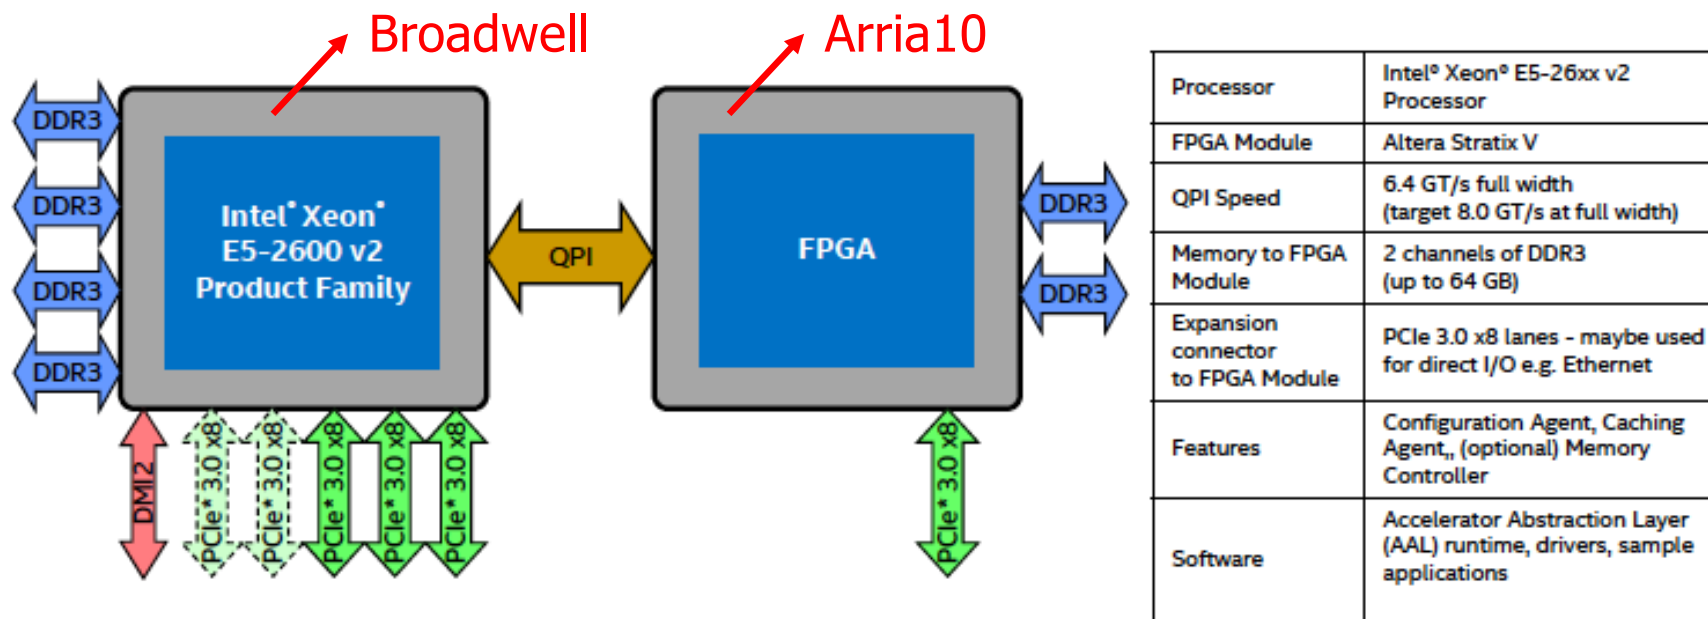 Broadwell
Arria10
DDR3
DDR3
DDR3
DDR3
Intel* Xeon*
E5-2600 v2
Product Family
QPI
FPGA
DDR3
DDR3
DMI2
PCIe* 3.0 x8
PCIe* 3.0 x8
PCIe* 3.0 x8
PCIe* 3.0 x8
PCIe* 3.0 x8
PCIe* 3.0 x8
Processor
Intel® Xeon® E5-26xx v2
Processor
FPGA Module
Altera Stratix V
QPI Speed
6.4 GT/s full width
(target 8.0 GT/s at full width)
Memory to FPGA
Module
2 channels of DDR3
(up to 64 GB)
Expansion
connector
to FPGA Module
PCIe 3.0 x8 lanes - maybe used
for direct I/O e.g. Ethernet
Features
Configuration Agent, Caching
Agent,, (optional) Memory
Controller
Software
Accelerator Abstraction Layer
(AAL) runtime, drivers, sample
applications